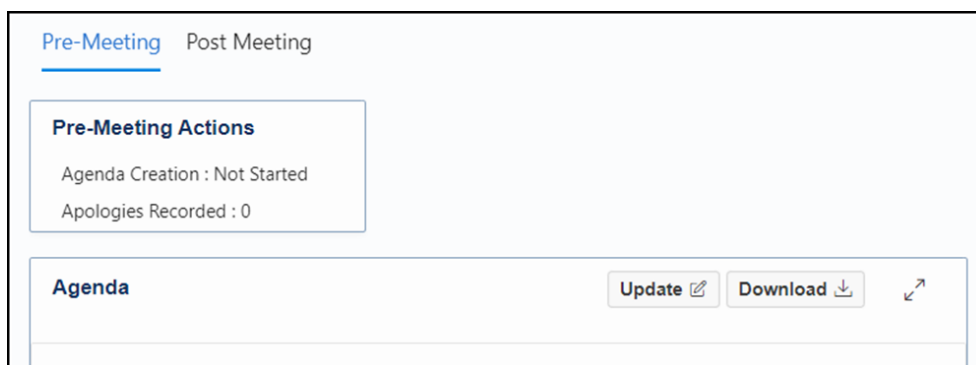 Pre-Meeting Post Meeting
Pre-Meeting Actions
Agenda Creation : Not Started
Apologies Recorded : 0
Agenda Update Download